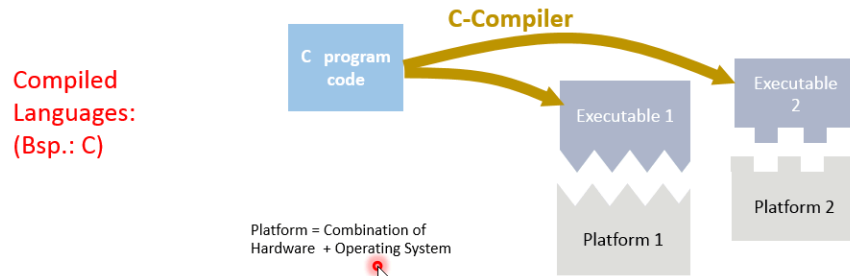 C-Compiler
C program
code
Compiled
Languages:
(Bsp.: C)
Executable 1
Executable
2
Platform = Combination of
Hardware + Operating System
Platform 1
Platform 2